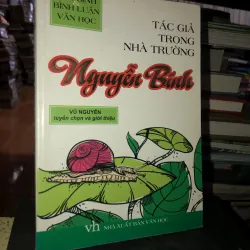 BÌNH LUẬN
VĂN HỌC
TÁC GIẢ
TRONG
NHÀ TRƯỜNG
Nguyễn Bính
VŨ NGUYỄN
tuyển chọn và giới thiệu
vh NHÀ XUẤT BẢN VĂN HỌC